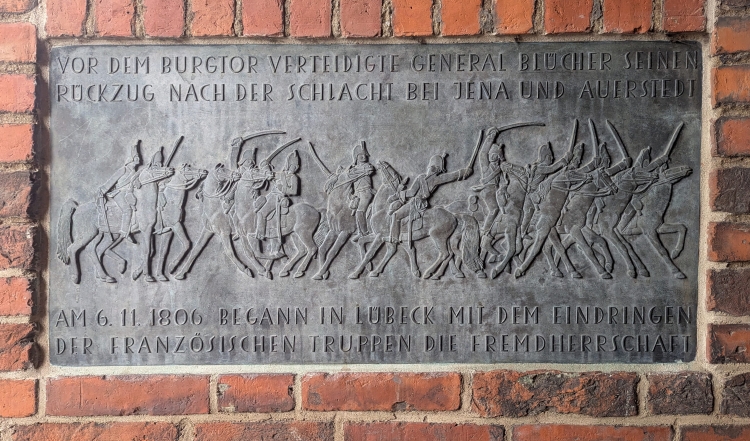 VOR DEM BURGTOR VERTEIDIGTE GENERAL BLÜCHER SEINEN
RÜCKZUG NACH DER SCHLACHT BEI JENA UND AUERSTEDT
AM 6. 11. 1806 BEGANN IN LÜBECK MIT DEM EINDRINGEN
DER FRANZÖSISCHEN TRUPPEN DIE FREMDHERRSCHAFT